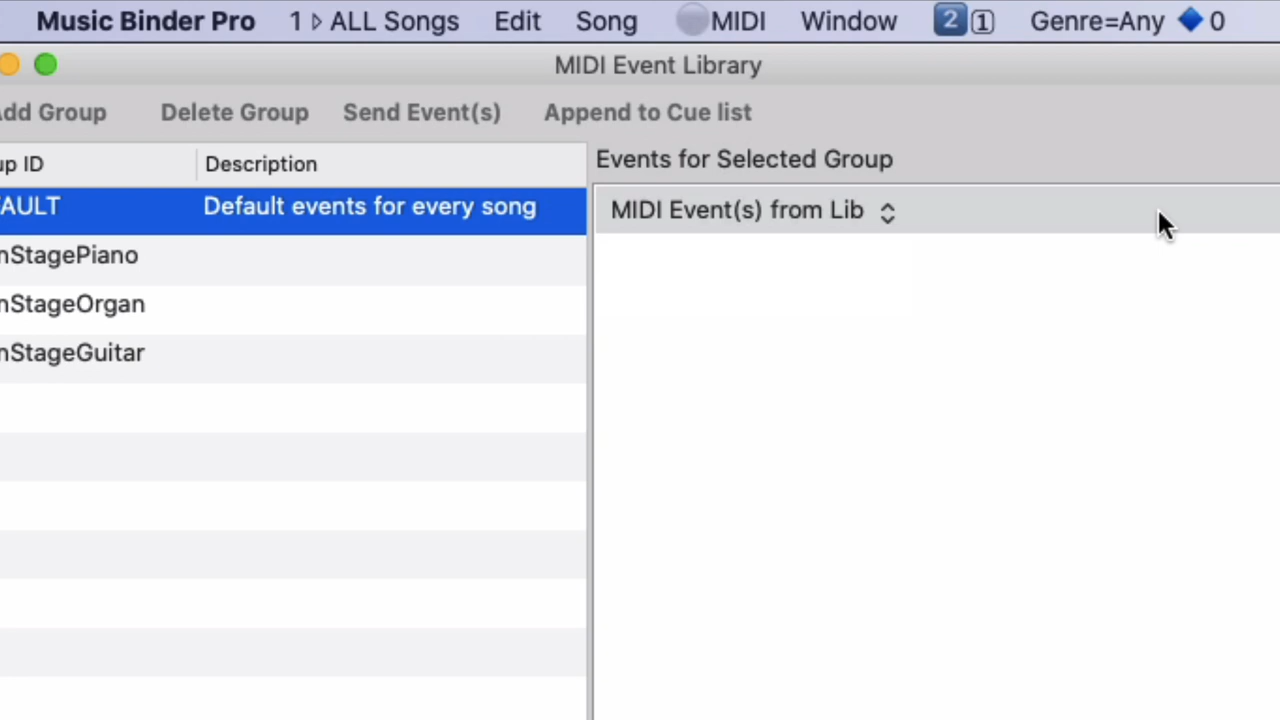 Music Binder Pro 1 ▷ ALL Songs Edit Song MIDI Window 2 1 Genre=Any 0
MIDI Event Library
Add Group Delete Group Send Event(s) Append to Cue list
up ID Description
Events for Selected Group
AULT Default events for every song
MIDI Event(s) from Lib
nStagePiano
nStageOrgan
nStageGuitar